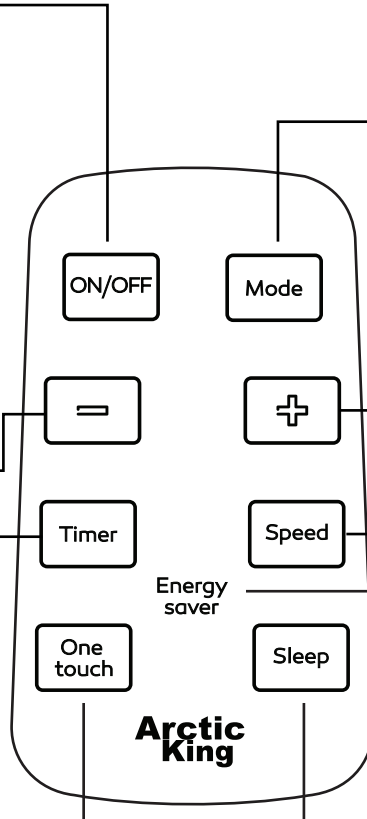 ON/OFF
Mode
Timer
Speed
Energy
saver
One
touch
Sleep
Arctic
King